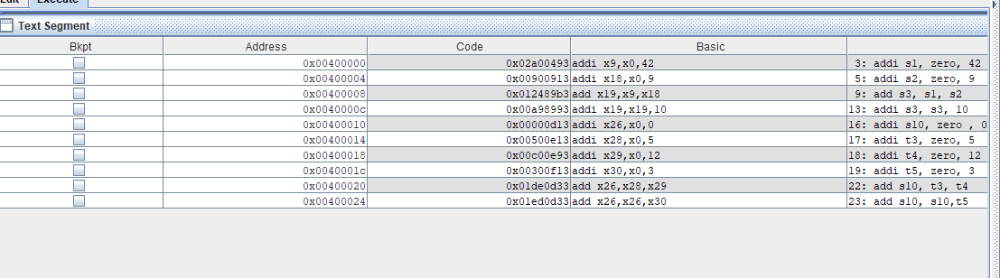 Edit Execute
Text Segment
Bkpt Address Code Basic
0x00400000 0x02a00493 addi x9,x0,42 3: addi s1, zero, 42
0x00400004 0x00900913 addi x18,x0,9 5: addi s2, zero, 9
0x00400008 0x012489b3 add x19,x9,x18 9: add s3, s1, s2
0x0040000c 0x00a98993 addi x19,x19,10 13: addi s3, s3, 10
0x00400010 0x00000d13 addi x26,x0,0 16: addi s10, zero , 0
0x00400014 0x00500e13 addi x28,x0,5 17: addi t3, zero, 5
0x00400018 0x00c00e93 addi x29,x0,12 18: addi t4, zero, 12
0x0040001c 0x00300f13 addi x30,x0,3 19: addi t5, zero, 3
0x00400020 0x01de0d33 add x26,x28,x29 22: add s10, t3, t4
0x00400024 0x01ed0d33 add x26,x26,x30 23: add s10, s10,t5